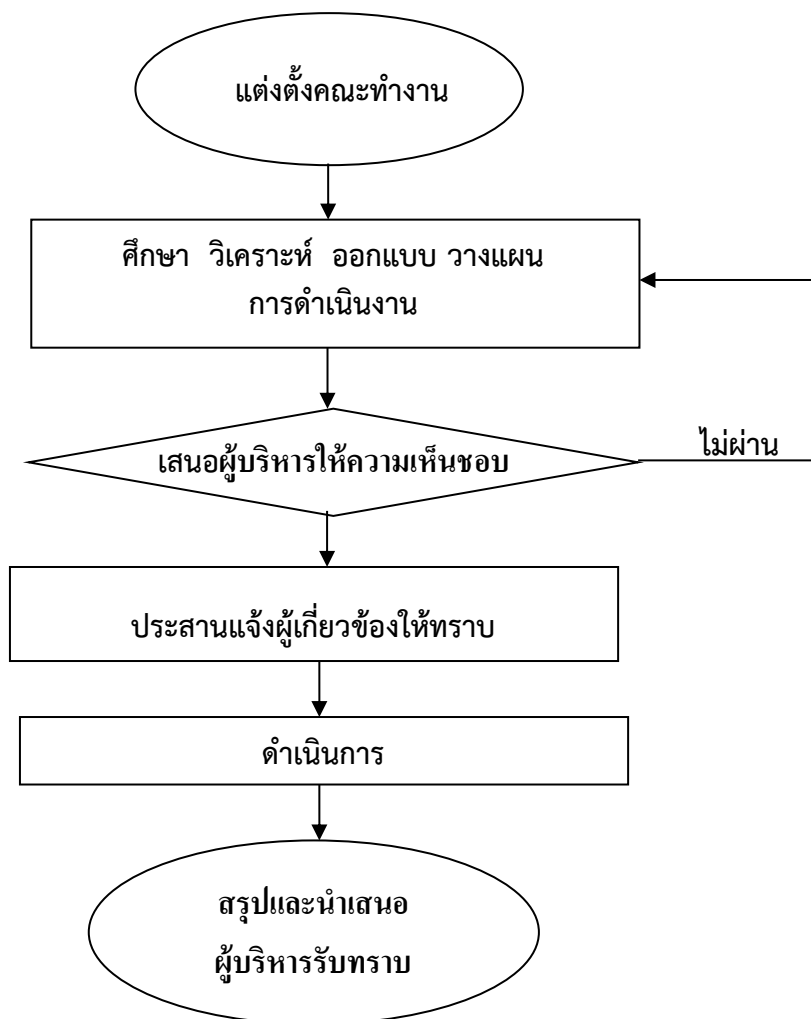 แต่งตั้งคณะทำงาน
ศึกษา วิเคราะห์ ออกแบบ วางแผน
การดำเนินงาน
เสนอผู้บริหารให้ความเห็นชอบ
ไม่ผ่าน
ประสานแจ้งผู้เกี่ยวข้องให้ทราบ
ดำเนินการ
สรุปและนำเสนอ
ผู้บริหารรับทราบ